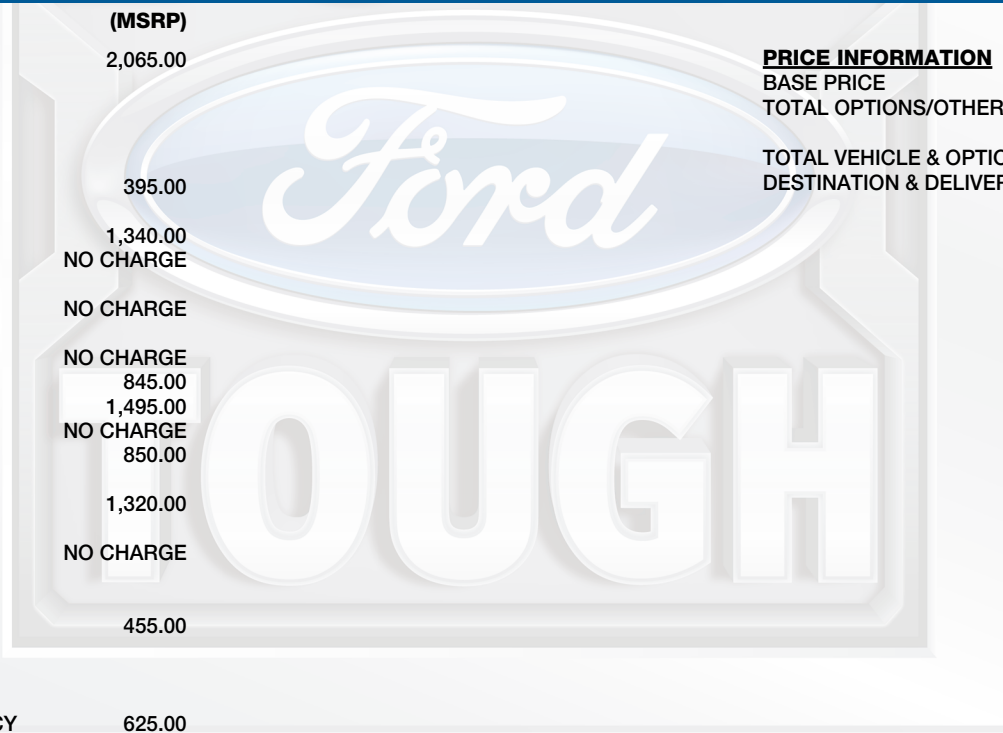 (MSRP)
2,065.00
395.00
1,340.00
NO CHARGE
NO CHARGE
NO CHARGE
845.00
1,495.00
NO CHARGE
850.00
1,320.00
NO CHARGE
455.00
CY 625.00
PRICE INFORMATION
BASE PRICE
TOTAL OPTIONS/OTHER
TOTAL VEHICLE & OPTIO
DESTINATION & DELIVER
Ford
TOUGH